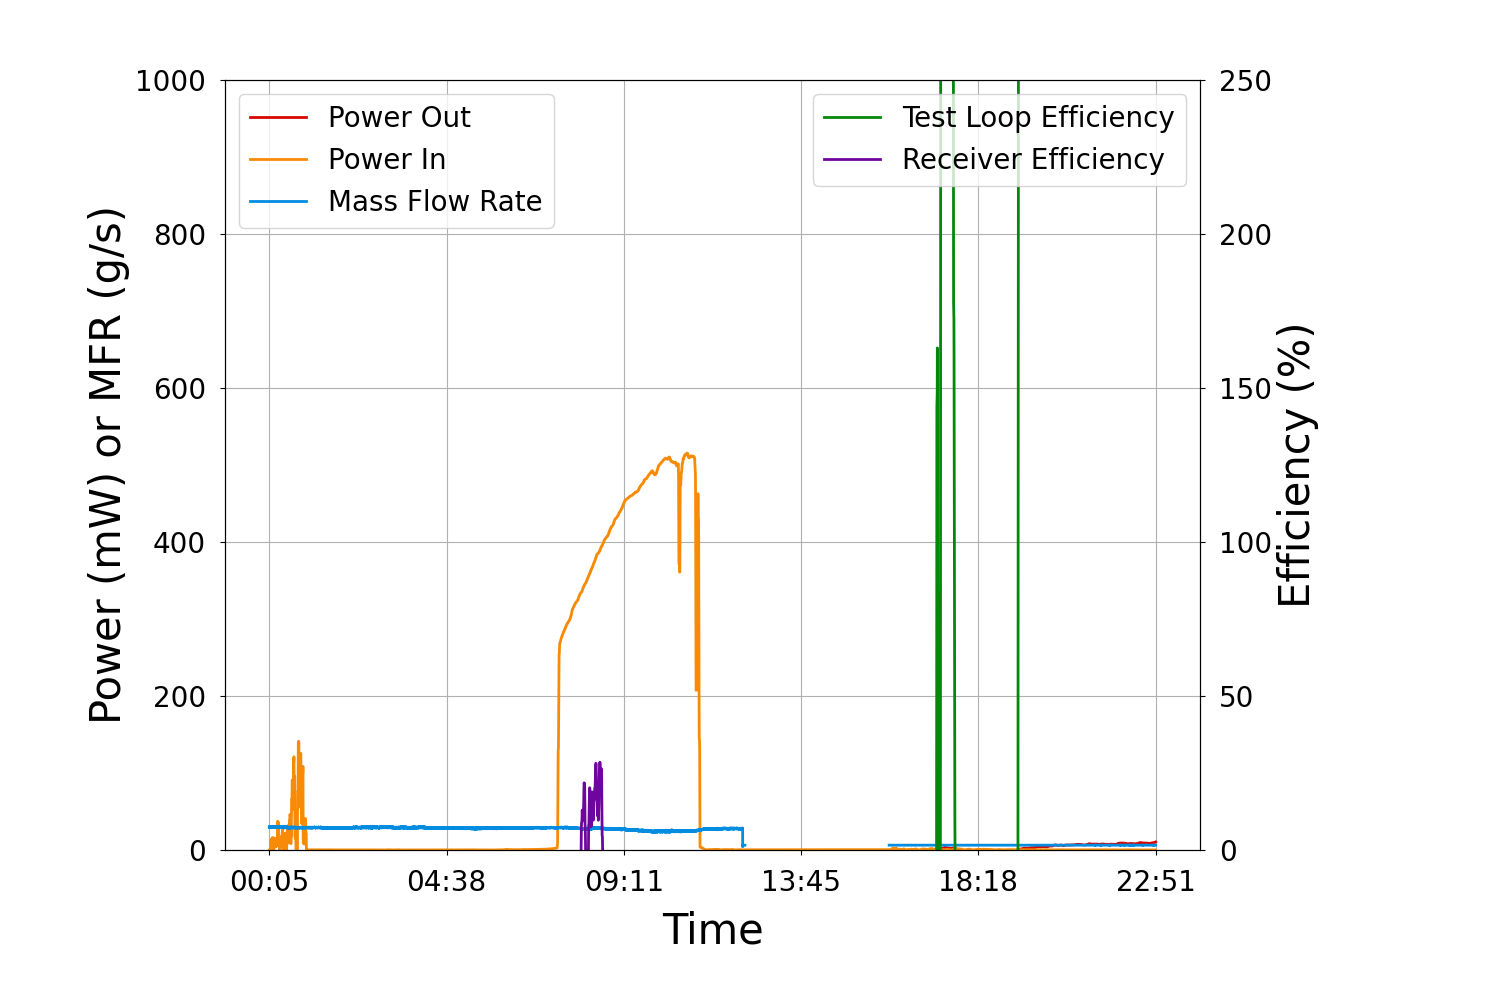 Power Out
Power In
Mass Flow Rate
Test Loop Efficiency
Receiver Efficiency
1000
800
600
400
200
0
Power (mW) or MFR (g/s)
250
200
150
100
50
0
Efficiency (%)
00:05 04:38 09:11 13:45 18:18 22:51
Time